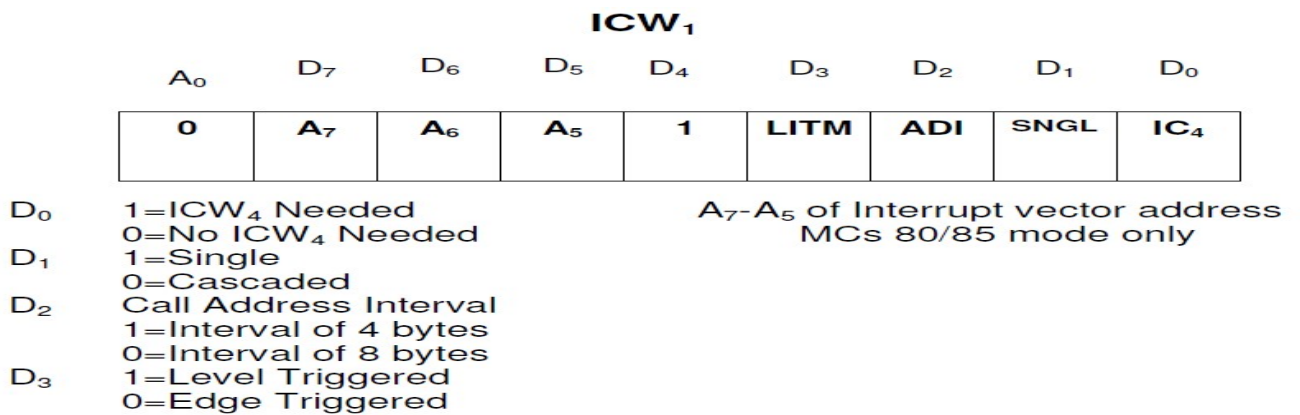 ICW₁
A₀ D₇ D₆ D₅ D₄ D₃ D₂ D₁ D₀
0 A₇ A₆ A₅ 1 LITM ADI SNGL IC₄
D₀ 1=ICW₄ Needed A₇-A₅ of Interrupt vector address
0=No ICW₄ Needed MCs 80/85 mode only
D₁ 1=Single
0=Cascaded
D₂ Call Address Interval
1=Interval of 4 bytes
0=Interval of 8 bytes
D₃ 1=Level Triggered
0=Edge Triggered